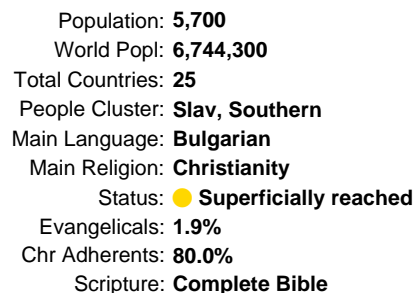 Population: 5,700
World Popl: 6,744,300
Total Countries: 25
People Cluster: Slav, Southern
Main Language: Bulgarian
Main Religion: Christianity
Status: Superficially reached
Evangelicals: 1.9%
Chr Adherents: 80.0%
Scripture: Complete Bible